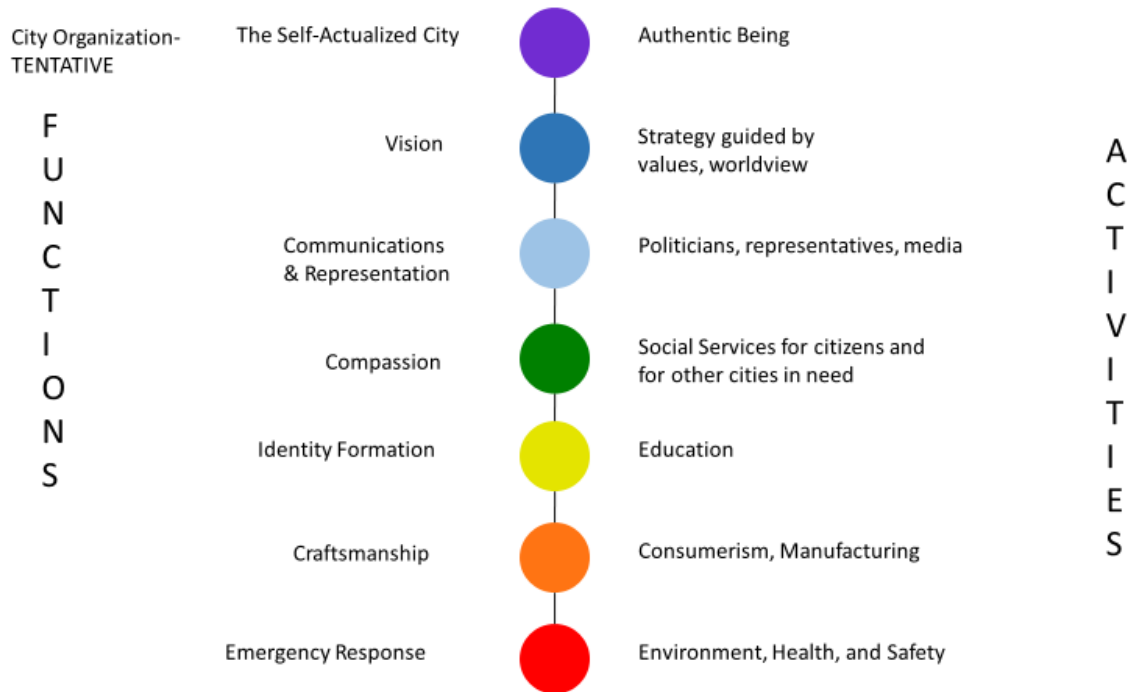 City Organization-
TENTATIVE
FUNCTIONS
The Self-Actualized City
Authentic Being
Vision
Strategy guided by
values, worldview
Communications
& Representation
Politicians, representatives, media
Compassion
Social Services for citizens and
for other cities in need
Identity Formation
Education
Craftsmanship
Consumerism, Manufacturing
Emergency Response
Environment, Health, and Safety
ACTIVITIES